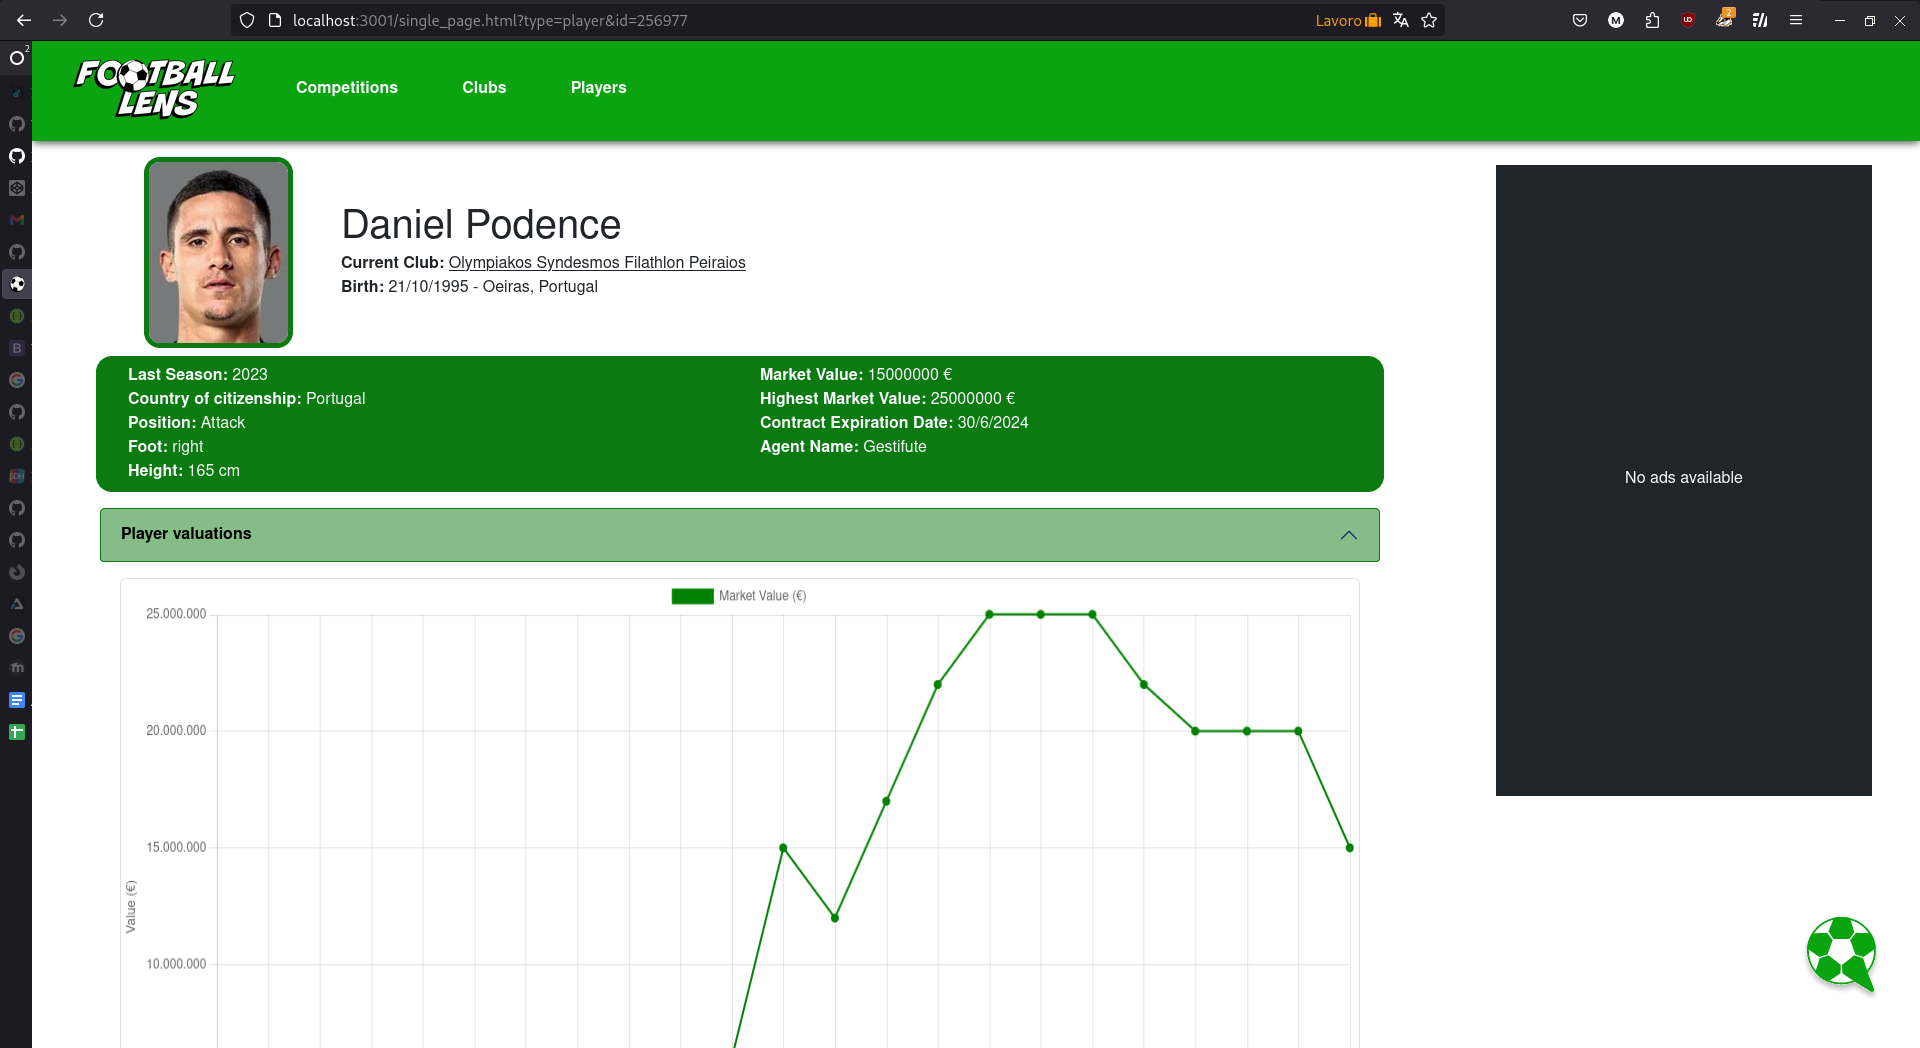 localhost:3001/single_page.html?type=player&id=256977
Lavoro
2
2
FOOTBALL
LENS
Competitions
Clubs
Players
Daniel Podence
Current Club: Olympiakos Syndesmos Filathlon Peiraios
Birth: 21/10/1995 - Oeiras, Portugal
Last Season: 2023
Country of citizenship: Portugal
Position: Attack
Foot: right
Height: 165 cm
Market Value: 15000000 €
Highest Market Value: 25000000 €
Contract Expiration Date: 30/6/2024
Agent Name: Gestifute
No ads available
Player valuations
Market Value (€)
25.000.000
20.000.000
15.000.000
10.000.000
Value (€)